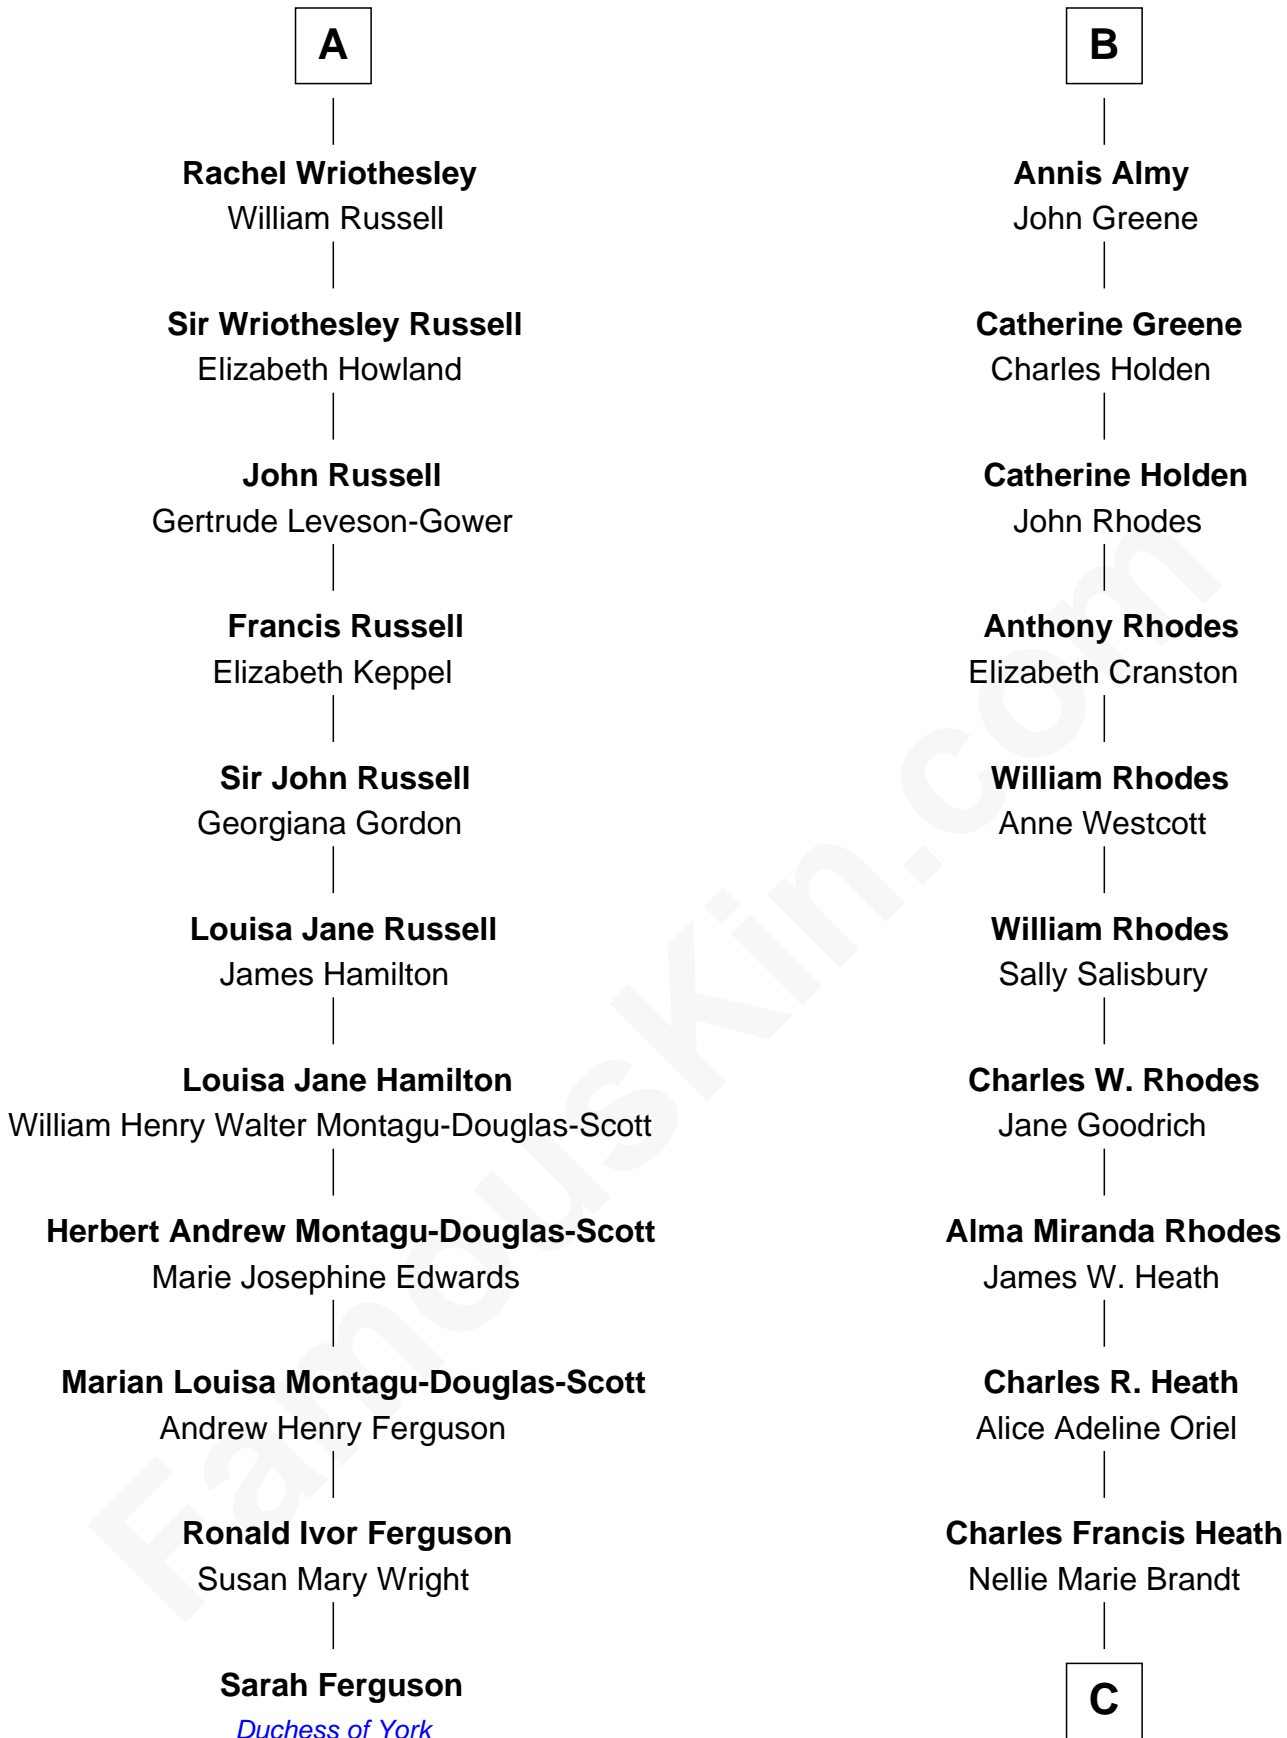 A
Rachel Wriothesley
William Russell
Sir Wriothesley Russell
Elizabeth Howland
John Russell
Gertrude Leveson-Gower
Francis Russell
Elizabeth Keppel
Sir John Russell
Georgiana Gordon
Louisa Jane Russell
James Hamilton
Louisa Jane Hamilton
William Henry Walter Montagu-Douglas-Scott
Herbert Andrew Montagu-Douglas-Scott
Marie Josephine Edwards
Marian Louisa Montagu-Douglas-Scott
Andrew Henry Ferguson
Ronald Ivor Ferguson
Susan Mary Wright
Sarah Ferguson
Duchess of York
B
Annis Almy
John Greene
Catherine Greene
Charles Holden
Catherine Holden
John Rhodes
Anthony Rhodes
Elizabeth Cranston
William Rhodes
Anne Westcott
William Rhodes
Sally Salisbury
Charles W. Rhodes
Jane Goodrich
Alma Miranda Rhodes
James W. Heath
Charles R. Heath
Alice Adeline Oriel
Charles Francis Heath
Nellie Marie Brandt
C
FamousKin.com